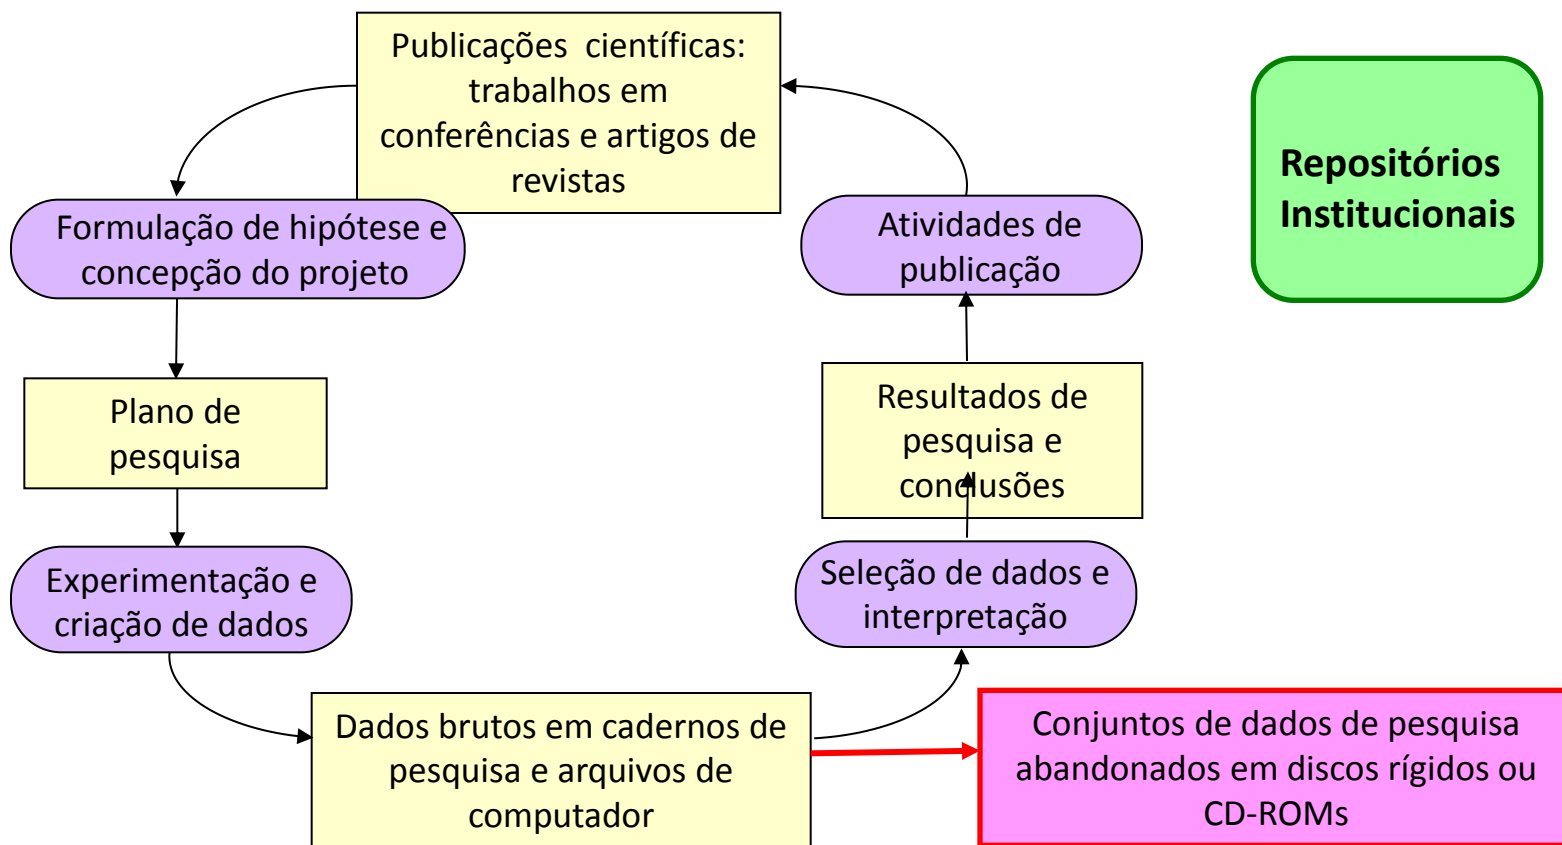 Publicações científicas:
trabalhos em
conferências e artigos de
revistas
Repositórios
Institucionais
Formulação de hipótese e
concepção do projeto
Atividades de
publicação
Plano de
pesquisa
Resultados de
pesquisa e
conclusões
Experimentação e
criação de dados
Seleção de dados e
interpretação
Dados brutos em cadernos de
pesquisa e arquivos de
computador
Conjuntos de dados de pesquisa
abandonados em discos rígidos ou
CD-ROMs